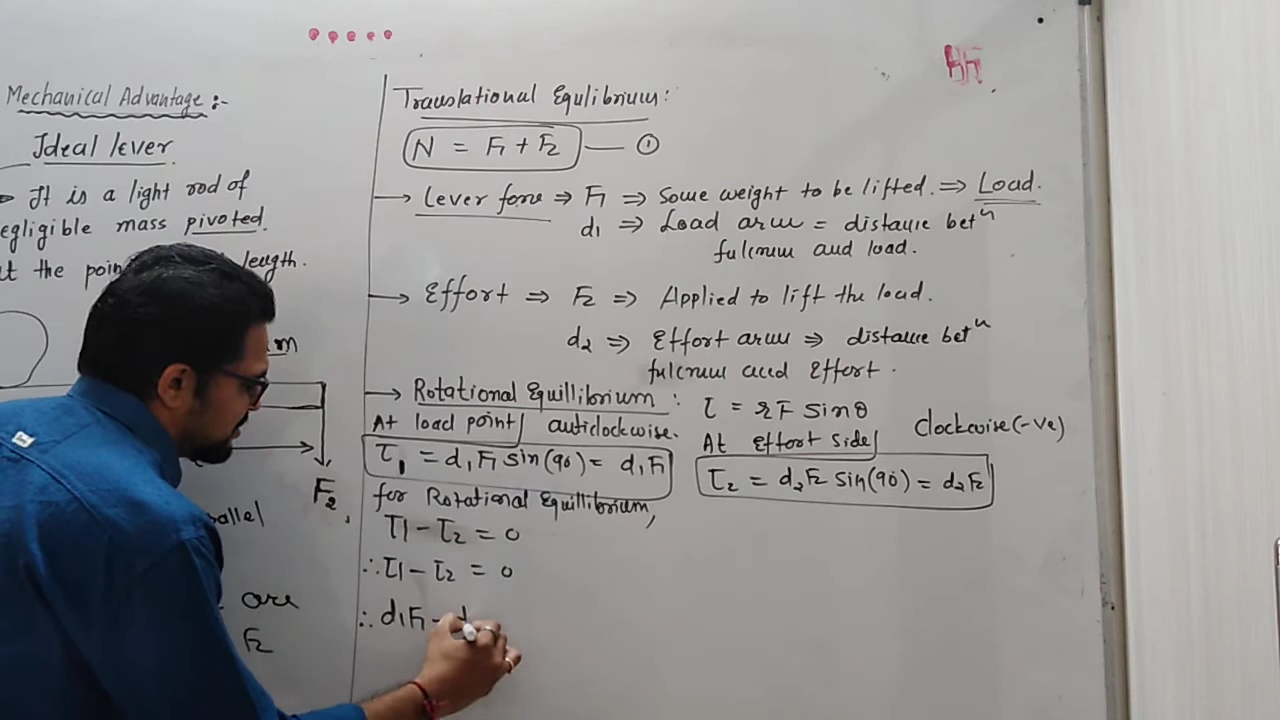 Mechanical Advantage:-
Ideal lever
It is a light rod of
egligible mass pivoted.
t the poin length.
m
F2
allel
are
F2
Translational Equlibrium:
N = F1 + F2 — ①
→ Lever force ⇒ F1 ⇒ Some weight to be lifted. ⇒ Load.
d1 ⇒ Load arm = distance betⁿ
fulcrum and load.
→ Effort ⇒ F2 ⇒ Applied to lift the load.
d2 ⇒ Effort arm ⇒ distance betⁿ
fulcrum and Effort.
→ Rotational Equillibrium: τ = rF sinθ
At load point, anticlockwise.
τ1 = d1F1 sin(90) = d1F1
At Effort side, Clockwise(-ve)
τ2 = d2F2 sin(90) = d2F2
for Rotational Equillibrium,
τ1 - τ2 = 0
∴ τ1 - τ2 = 0
∴ d1F1 - d